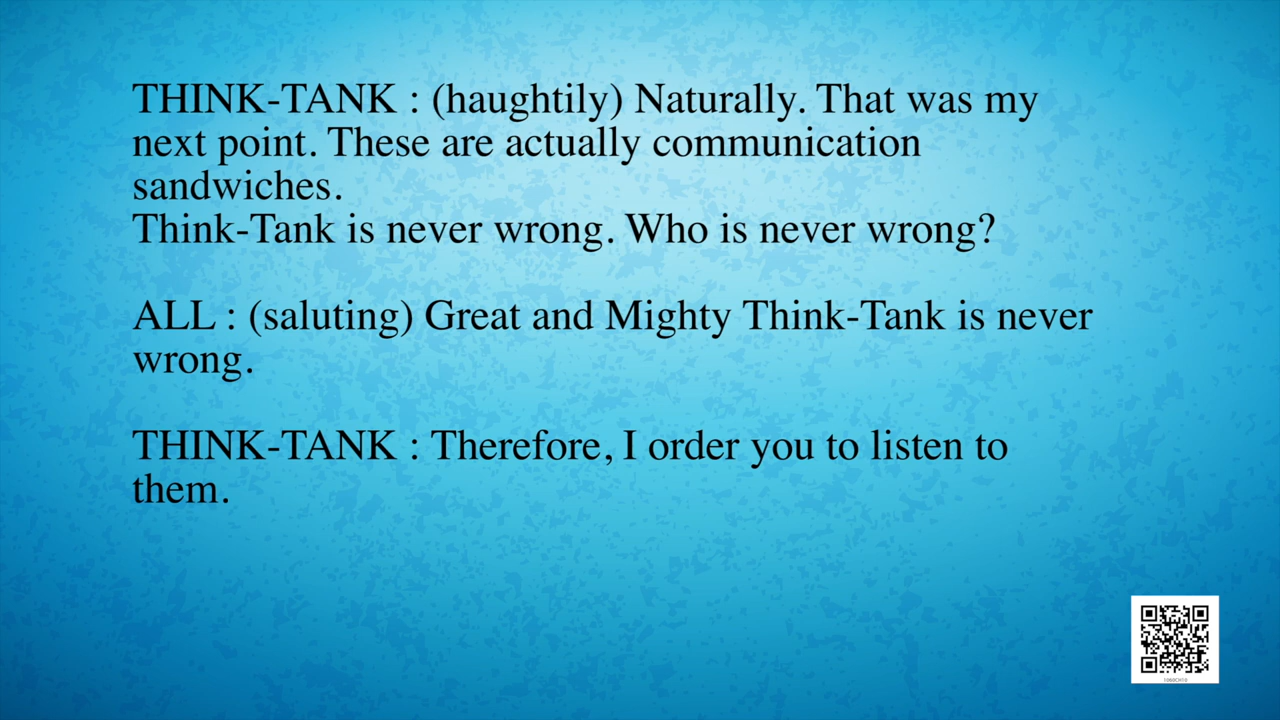 THINK-TANK : (haughtily) Naturally. That was my
next point. These are actually communication
sandwiches.
Think-Tank is never wrong. Who is never wrong?
ALL : (saluting) Great and Mighty Think-Tank is never
wrong.
THINK-TANK : Therefore, I order you to listen to
them.